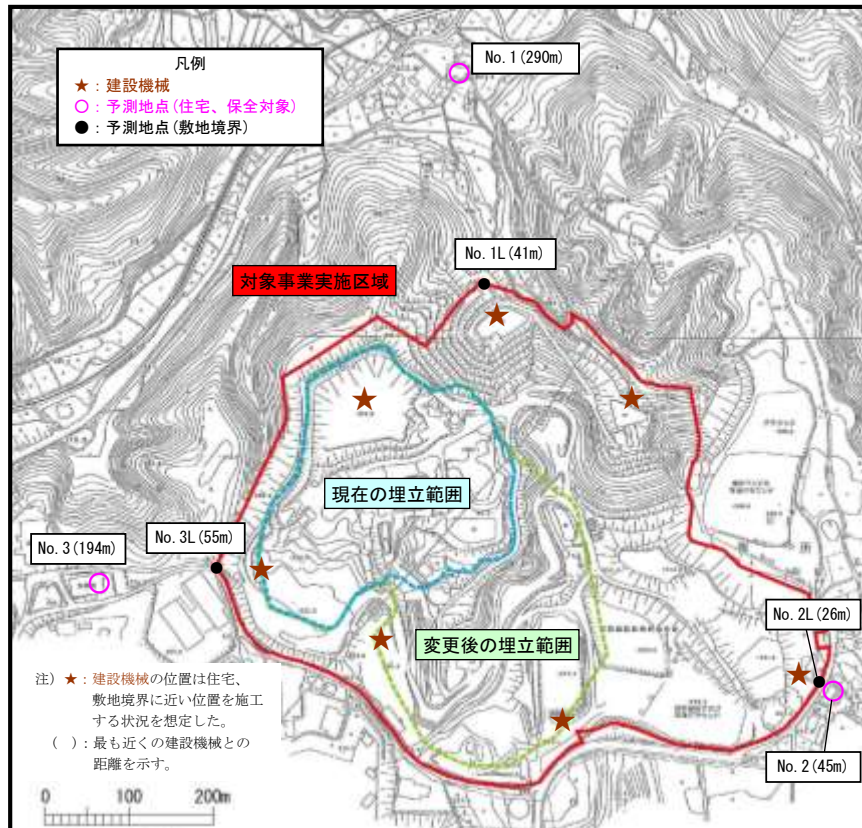 凡例
★：建設機械
○：予測地点(住宅、保全対象)
●：予測地点(敷地境界)
No.1(290m)
No.1L(41m)
対象事業実施区域
現在の埋立範囲
No.3L(55m)
No.3(194m)
No.2L(26m)
変更後の埋立範囲
No.2(45m)
注）★：建設機械の位置は住宅、
敷地境界に近い位置を施工
する状況を想定した。
（ ）：最も近くの建設機械との
距離を示す。
0 100 200m